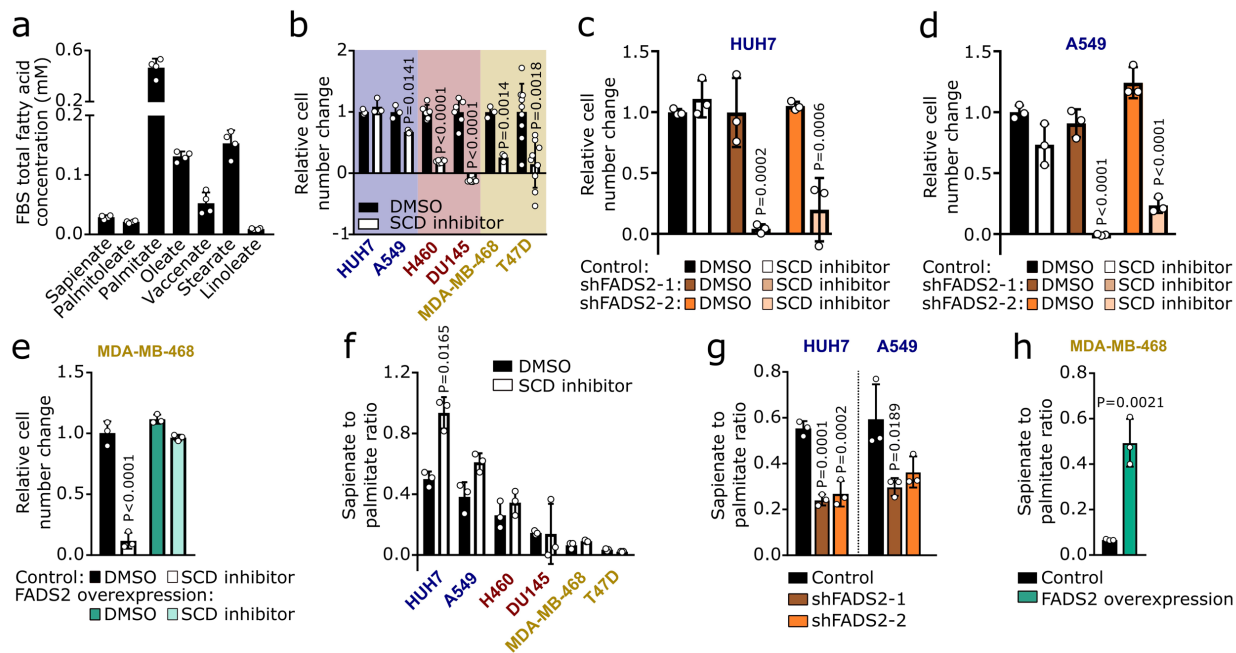 a
FBS total fatty acid
concentration (mM)
0.6
0.2
0.2
0.1
0.0
Sapienate
Palmitoleate
Palmitate
Oleate
Vaccenate
Stearate
Linoleate
b
Relative cell
number change
2
1
0
-1
P=0.0141
P<0.0001
P<0.0001
P=0.0014
P=0.0018
DMSO
SCD inhibitor
HUH7
A549
H460
DU145
MDA-MB-468
T47D
c
HUH7
Relative cell
number change
1.5
1.0
0.5
0.0
P=0.0002
P=0.0006
Control: DMSO SCD inhibitor
shFADS2-1: DMSO SCD inhibitor
shFADS2-2: DMSO SCD inhibitor
d
A549
Relative cell
number change
1.5
1.0
0.5
0.0
P<0.0001
P<0.0001
Control: DMSO SCD inhibitor
shFADS2-1: DMSO SCD inhibitor
shFADS2-2: DMSO SCD inhibitor
e
MDA-MB-468
Relative cell
number change
1.5
1.0
0.5
0.0
P<0.0001
Control: DMSO SCD inhibitor
FADS2 overexpression:
DMSO SCD inhibitor
f
Sapienate to
palmitate ratio
1.2
0.8
0.4
0.0
P=0.0165
DMSO
SCD inhibitor
HUH7
A549
H460
DU145
MDA-MB-468
T47D
g
HUH7 A549
Sapienate to
palmitate ratio
0.8
0.6
0.4
0.2
0.0
P=0.0001
P=0.0002
P=0.0189
Control
shFADS2-1
shFADS2-2
h
MDA-MB-468
Sapienate to
palmitate ratio
0.8
0.6
0.4
0.2
0.0
P=0.0021
Control
FADS2 overexpression